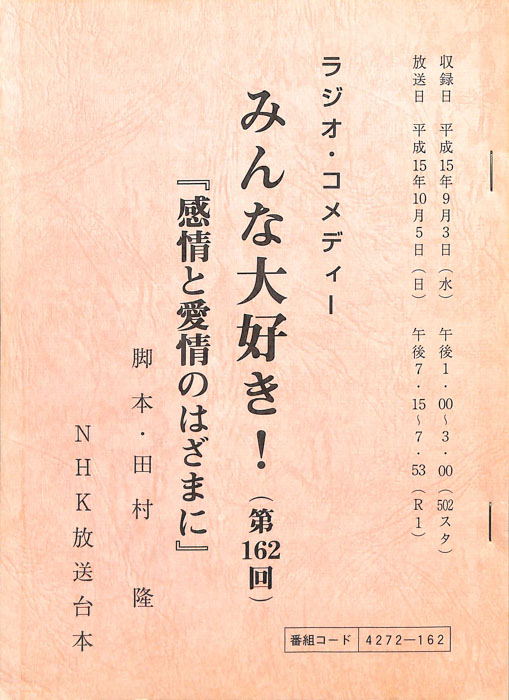 収録日 平成15年9月3日(水) 午後1・00~3・00(502スタ)
放送日 平成15年10月5日(日) 午後7・15~7・53(R1)
ラジオ・コメディー
みんな大好き!(第162回)
『感情と愛情のはざまに』
脚本・田村 隆
NHK放送台本
番組コード 4272―162